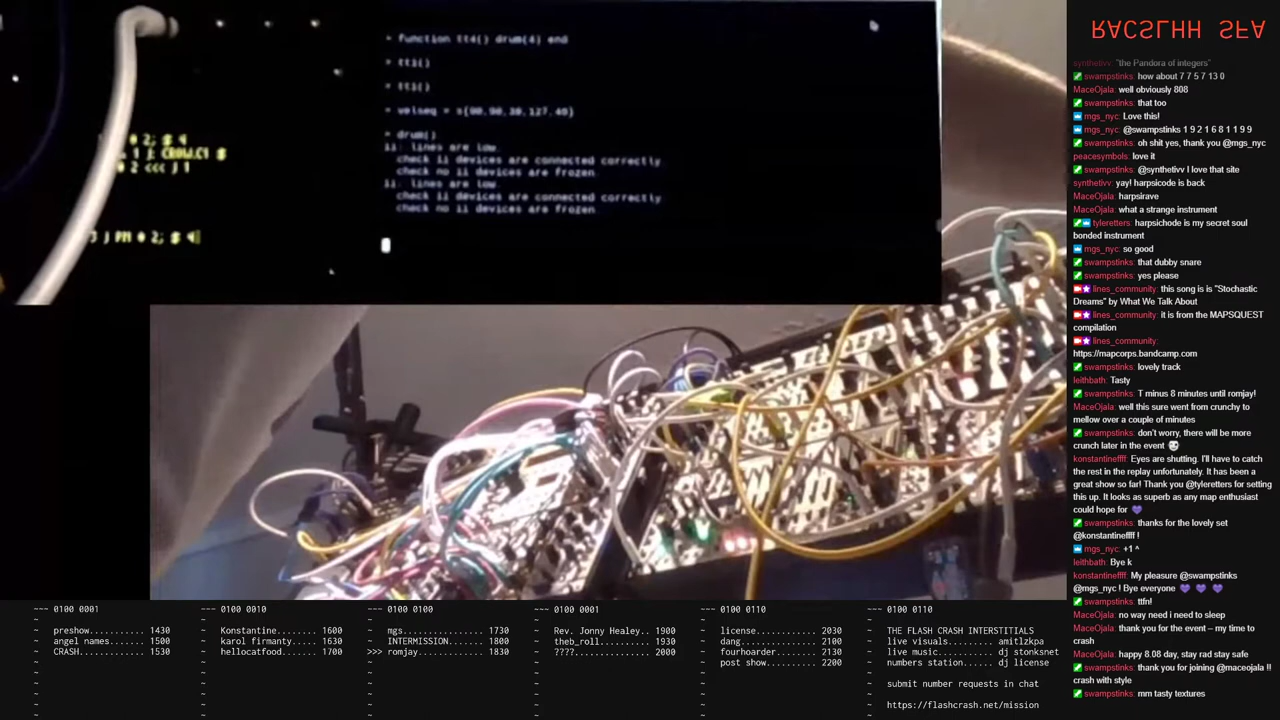 > function tt4() drum(4) end
> tt1()
> tt1()
> drum()
ii: lines are low.
check ii devices are connected correctly
check no ii devices are frozen
ii: lines are low.
check ii devices are connected correctly
check no ii devices are frozen
RACSLHH SFA
synthetivv: "the Pandora of integers"
swampstinks: how about 7 7 5 7 13 0
MaceOjala: well obviously 808
swampstinks: that too
mgs_nyc: Love this!
mgs_nyc: @swampstinks 1 9 2 1 6 8 1 1 9 9
swampstinks: oh shit yes, thank you @mgs_nyc
peacesymbols: love it
swampstinks: @synthetivv I love that site
synthetivv: yay! harpsicode is back
MaceOjala: harpsirave
MaceOjala: what a strange instrument
tyleretters: harpsichode is my secret soul
bonded instrument
mgs_nyc: so good
swampstinks: that dubby snare
swampstinks: yes please
lines_community: this song is is "Stochastic
Dreams" by What We Talk About
lines_community: it is from the MAPSQUEST
compilation
lines_community:
https://mapcorps.bandcamp.com
swampstinks: lovely track
leithbath: Tasty
swampstinks: T minus 8 minutes until romjay!
MaceOjala: well this sure went from crunchy to
mellow over a couple of minutes
swampstinks: don't worry, there will be more
crunch later in the event
konstantineffff: Eyes are shutting. I'll have to catch
the rest in the replay unfortunately. It has been a
great show so far! Thank you @tyleretters for setting
this up. It looks as superb as any map enthusiast
could hope for 💜
swampstinks: thanks for the lovely set
@konstantineffff !
mgs_nyc: +1 ^
leithbath: Bye k
konstantineffff: My pleasure @swampstinks
@mgs_nyc ! Bye everyone 💜 💜 💜
swampstinks: ttfn!
MaceOjala: no way need i need to sleep
MaceOjala: thank you for the event -- my time to
crash
MaceOjala: happy 8.08 day, stay rad stay safe
swampstinks: thank you for joining @maceojala !!
crash with style
swampstinks: mm tasty textures
~~~ 0100 0001
preshow........... 1430
angel names....... 1500
CRASH............. 1530
~~~ 0100 0010
Konstantine....... 1600
karol firmanty.... 1630
hellocatfood...... 1700
~~~ 0100 0100
mgs............... 1730
INTERMISSION...... 1800
>>> romjay............ 1830
~~~ 0100 0001
Rev. Jonny Healey.. 1900
theb_roll......... 1930
????.............. 2000
~~~ 0100 0110
license........... 2030
dang.............. 2100
fourhoarder....... 2130
post show......... 2200
~~~ 0100 0110
THE FLASH CRASH INTERSTITIALS
live visuals..... amitlzkpa
live music....... dj stonksnet
numbers station.... dj license
submit number requests in chat
https://flashcrash.net/mission